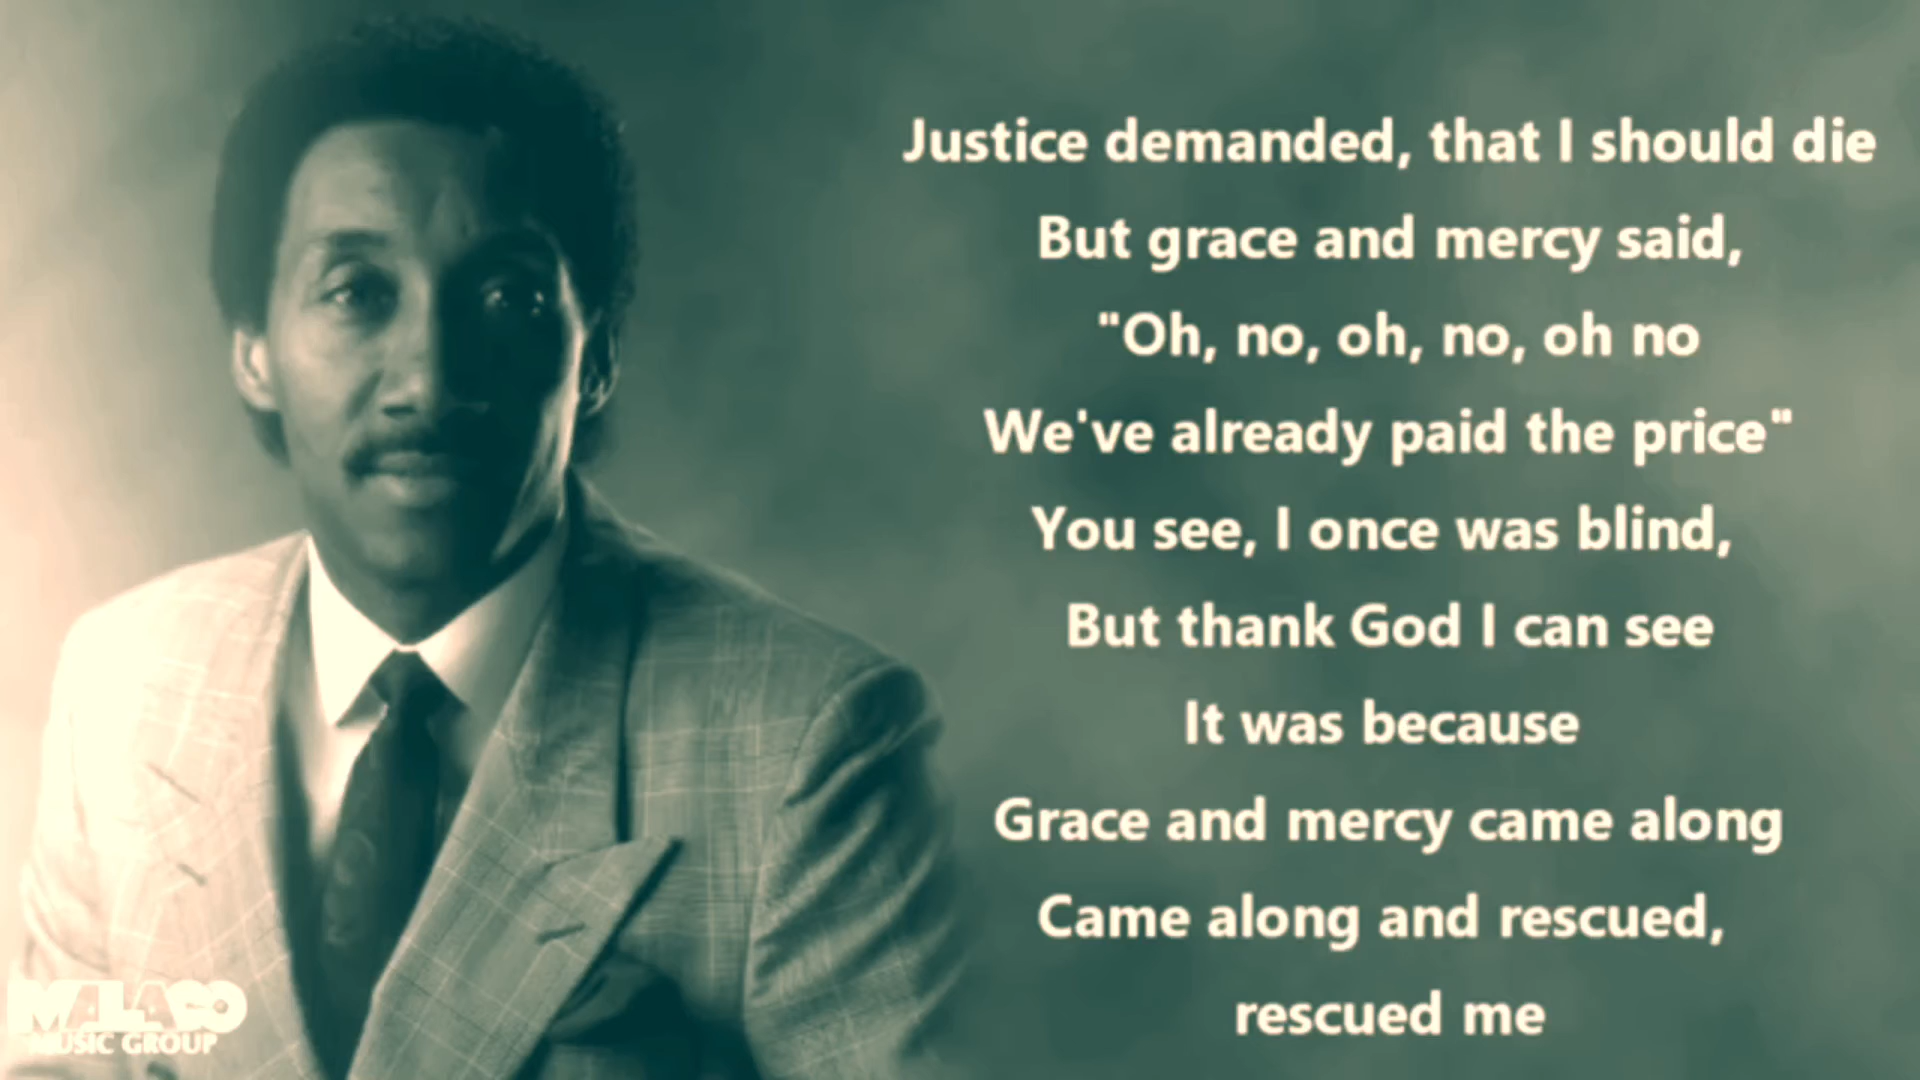 Justice demanded, that I should die
But grace and mercy said,
"Oh, no, oh, no, oh no
We've already paid the price"
You see, I once was blind,
But thank God I can see
It was because
Grace and mercy came along
Came along and rescued,
rescued me
MALACO
MUSIC GROUP